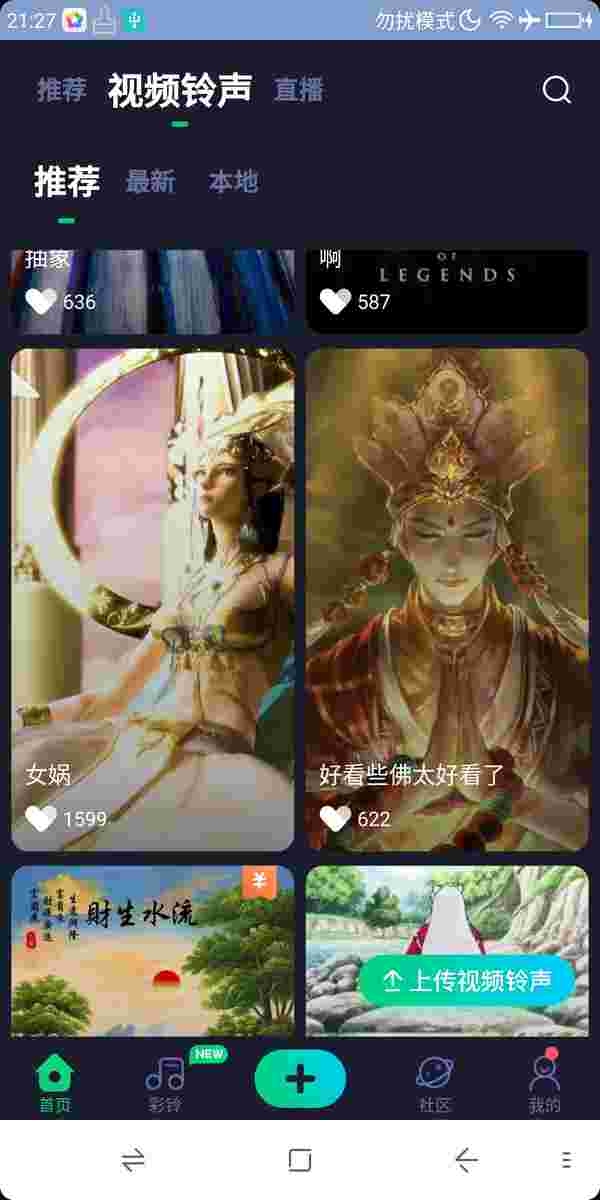 21:27 勿扰模式
推荐 视频铃声 直播
推荐 最新 本地
抽象
636
啊
OF
LEGENDS
587
女娲
1599
好看些佛太好看了
622
¥
財生水流
上传视频铃声
NEW
首页 彩铃 社区 我的